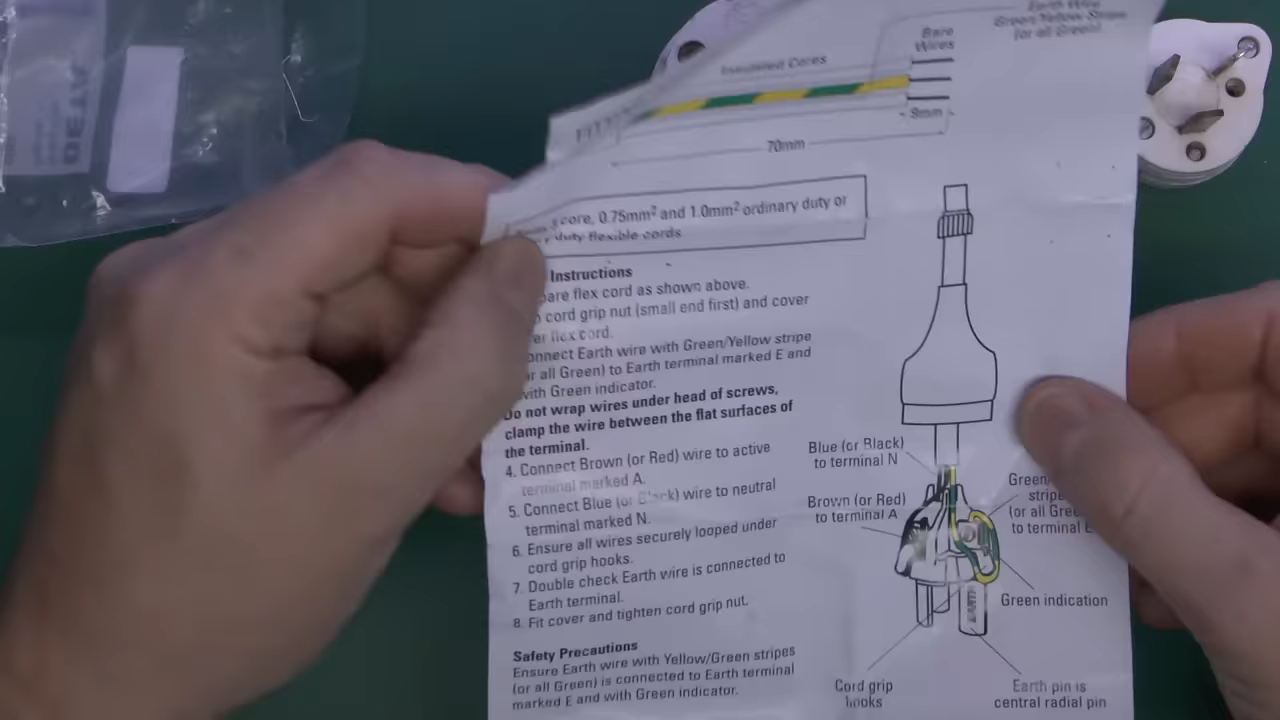 DETAY
Earth Wire
Green/Yellow Stripe
(or all Green)
Bare
Wires
Insulated Cores
9mm
70mm
core, 0.75mm² and 1.0mm² ordinary duty or
duty flexible cords
Instructions
flex cord as shown above.
cord grip nut (small end first) and cover
flex cord.
Connect Earth wire with Green/Yellow stripe
all Green) to Earth terminal marked E and
with Green indicator.
Do not wrap wires under head of screws,
clamp the wire between the flat surfaces of
the terminal.
4. Connect Brown (or Red) wire to active
terminal marked A.
5. Connect Blue (or Black) wire to neutral
terminal marked N.
6. Ensure all wires securely looped under
cord grip hooks.
7. Double check Earth wire is connected to
Earth terminal.
8. Fit cover and tighten cord grip nut.
Safety Precautions
Ensure Earth wire with Yellow/Green stripes
(or all Green) is connected to Earth terminal
marked E and with Green indicator.
Blue (or Black)
to terminal N
Brown (or Red)
to terminal A
Green/
stripe
(or all Green
to terminal E
Green indication
Cord grip
hooks
Earth pin is
central radial pin